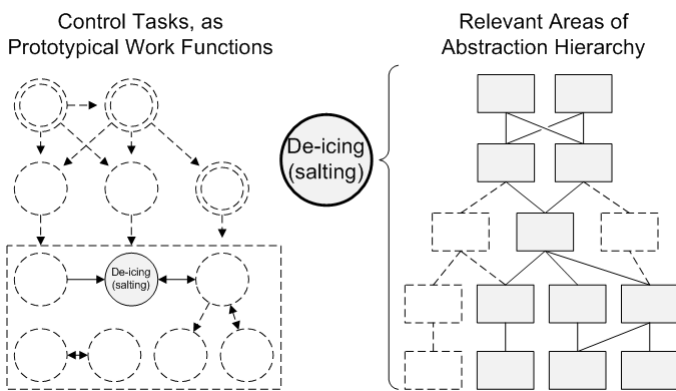 Control Tasks, as
Prototypical Work Functions
Relevant Areas of
Abstraction Hierarchy
De-icing
(salting)
De-icing
(salting)